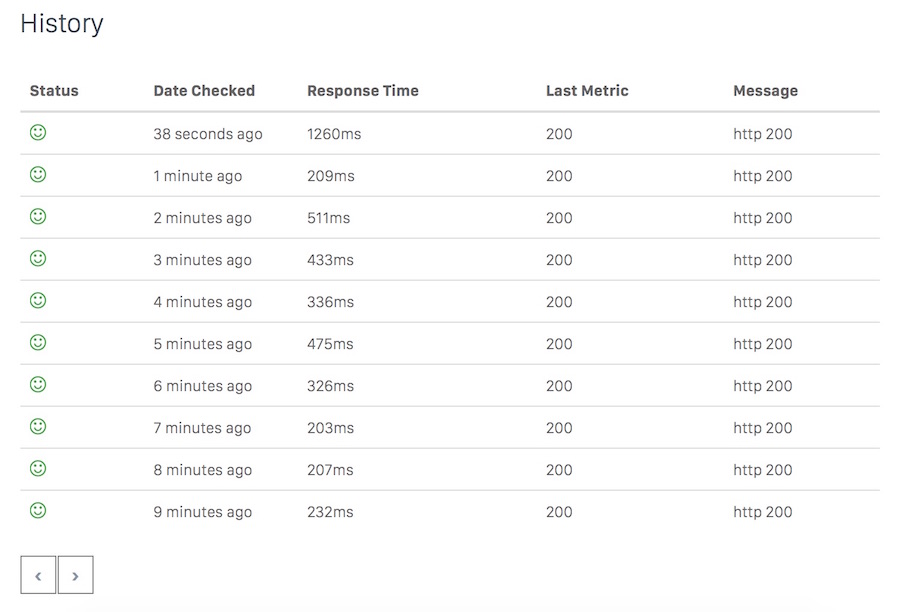 History
Status Date Checked Response Time Last Metric Message
38 seconds ago 1260ms 200 http 200
1 minute ago 209ms 200 http 200
2 minutes ago 511ms 200 http 200
3 minutes ago 433ms 200 http 200
4 minutes ago 336ms 200 http 200
5 minutes ago 475ms 200 http 200
6 minutes ago 326ms 200 http 200
7 minutes ago 203ms 200 http 200
8 minutes ago 207ms 200 http 200
9 minutes ago 232ms 200 http 200
‹ ›